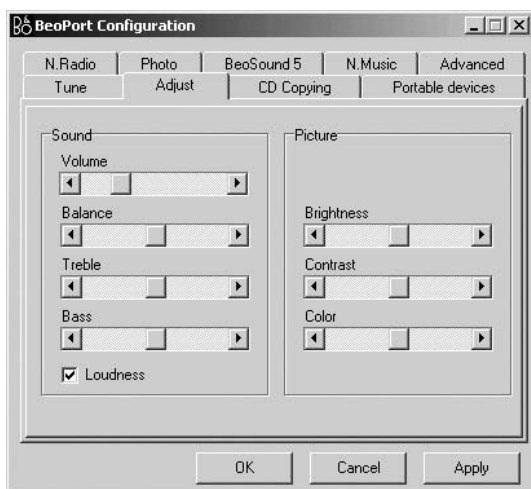 B&O BeoPort Configuration
N.Radio Photo BeoSound 5 N.Music Advanced
Tune Adjust CD Copying Portable devices
Sound
Volume
Balance
Treble
Bass
Loudness
Picture
Brightness
Contrast
Color
OK Cancel Apply